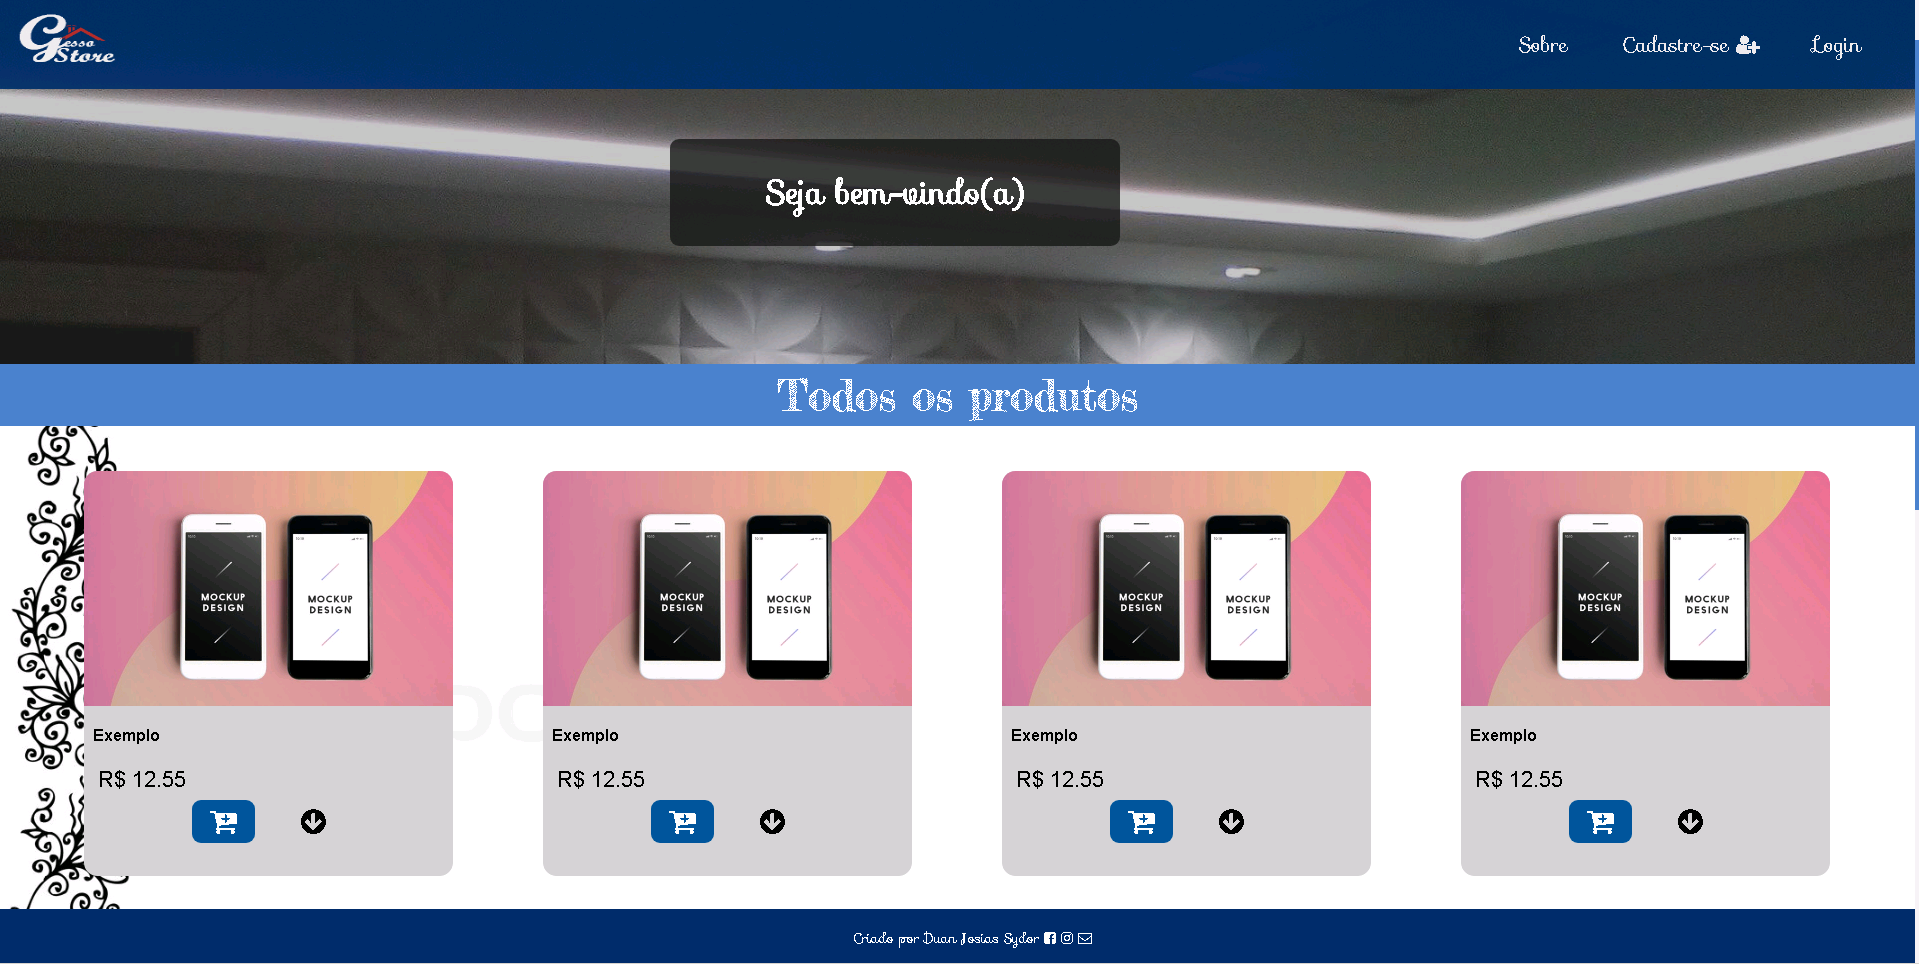 Gesso
Store
Sobre
Cadastre-se
Login
Seja bem-vindo(a)
Todos os produtos
MOCKUP
DESIGN
MOCKUP
DESIGN
MOCKUP
DESIGN
MOCKUP
DESIGN
MOCKUP
DESIGN
MOCKUP
DESIGN
MOCKUP
DESIGN
MOCKUP
DESIGN
Exemplo
Exemplo
Exemplo
Exemplo
R$ 12.55
R$ 12.55
R$ 12.55
R$ 12.55
Criado por Duan Josias Sydor